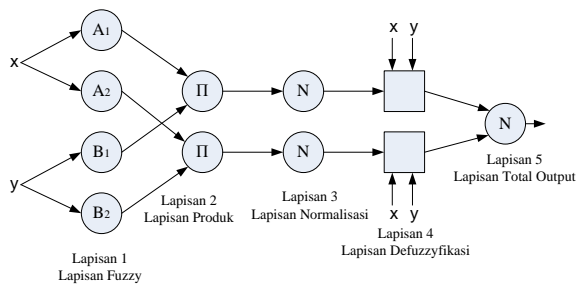 x
y
A1
A2
B1
B2
Π
Π
N
N
x y
x y
N
Lapisan 1
Lapisan Fuzzy
Lapisan 2
Lapisan Produk
Lapisan 3
Lapisan Normalisasi
Lapisan 4
Lapisan Defuzzyfikasi
Lapisan 5
Lapisan Total Output